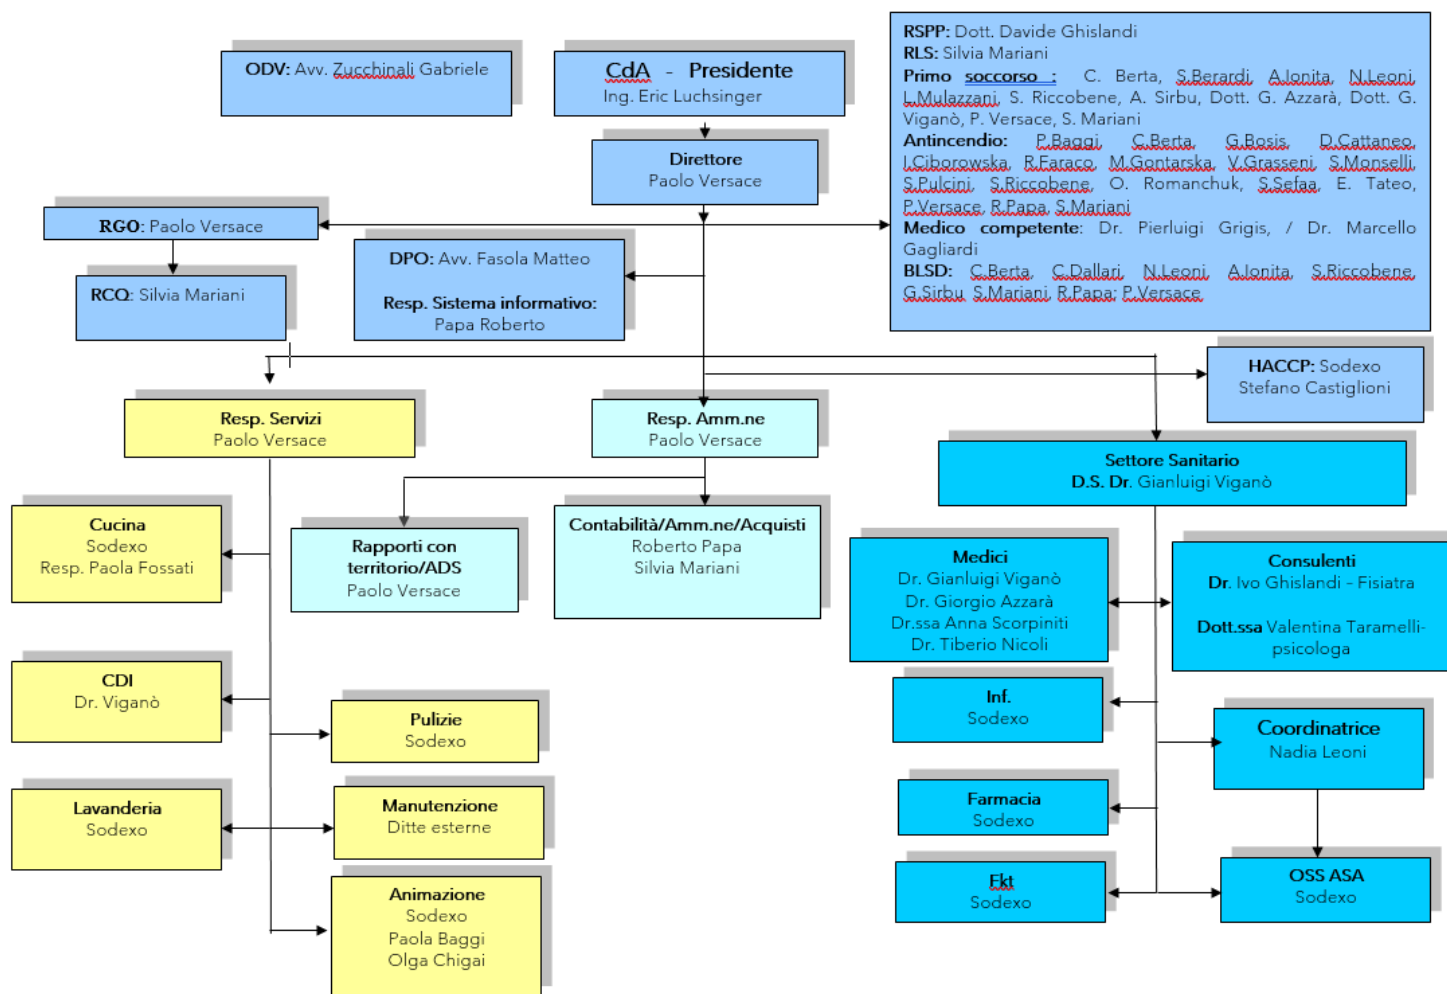 ODV: Avv. Zucchinali Gabriele
CdA - Presidente
Ing. Eric Luchsinger
RSPP: Dott. Davide Ghislandi
RLS: Silvia Mariani
Primo soccorso : C. Berta, S.Berardi, A.Ionita, N.Leoni,
L.Mulazzani, S. Riccobene, A. Sirbu, Dott. G. Azzarà, Dott. G.
Viganò, P. Versace, S. Mariani
Antincendio: P.Baggi, C.Berta, G.Bosis, D.Cattaneo,
I.Ciborowska, R.Faraco, M.Gontarska, V.Grasseni, S.Monselli,
S.Pulcini, S.Riccobene, O. Romanchuk, S.Sefaa, E. Tateo,
P.Versace, R.Papa, S.Mariani
Medico competente: Dr. Pierluigi Grigis, / Dr. Marcello
Gagliardi
BLSD: C.Berta, C.Dallari, N.Leoni, A.Ionita, S.Riccobene,
G.Sirbu, S.Mariani, R.Papa; P.Versace
Direttore
Paolo Versace
RGO: Paolo Versace
RCQ: Silvia Mariani
DPO: Avv. Fasola Matteo
Resp. Sistema informativo:
Papa Roberto
HACCP: Sodexo
Stefano Castiglioni
Resp. Servizi
Paolo Versace
Resp. Amm.ne
Paolo Versace
Settore Sanitario
D.S. Dr. Gianluigi Viganò
Cucina
Sodexo
Resp. Paola Fossati
Rapporti con
territorio/ADS
Paolo Versace
Contabilità/Amm.ne/Acquisti
Roberto Papa
Silvia Mariani
Medici
Dr. Gianluigi Viganò
Dr. Giorgio Azzarà
Dr.ssa Anna Scorpiniti
Dr. Tiberio Nicoli
Consulenti
Dr. Ivo Ghislandi - Fisiatra
Dott.ssa Valentina Taramelli-
psicologa
CDI
Dr. Viganò
Pulizie
Sodexo
Inf.
Sodexo
Coordinatrice
Nadia Leoni
Lavanderia
Sodexo
Manutenzione
Ditte esterne
Farmacia
Sodexo
Animazione
Sodexo
Paola Baggi
Olga Chigai
Fkt
Sodexo
OSS ASA
Sodexo